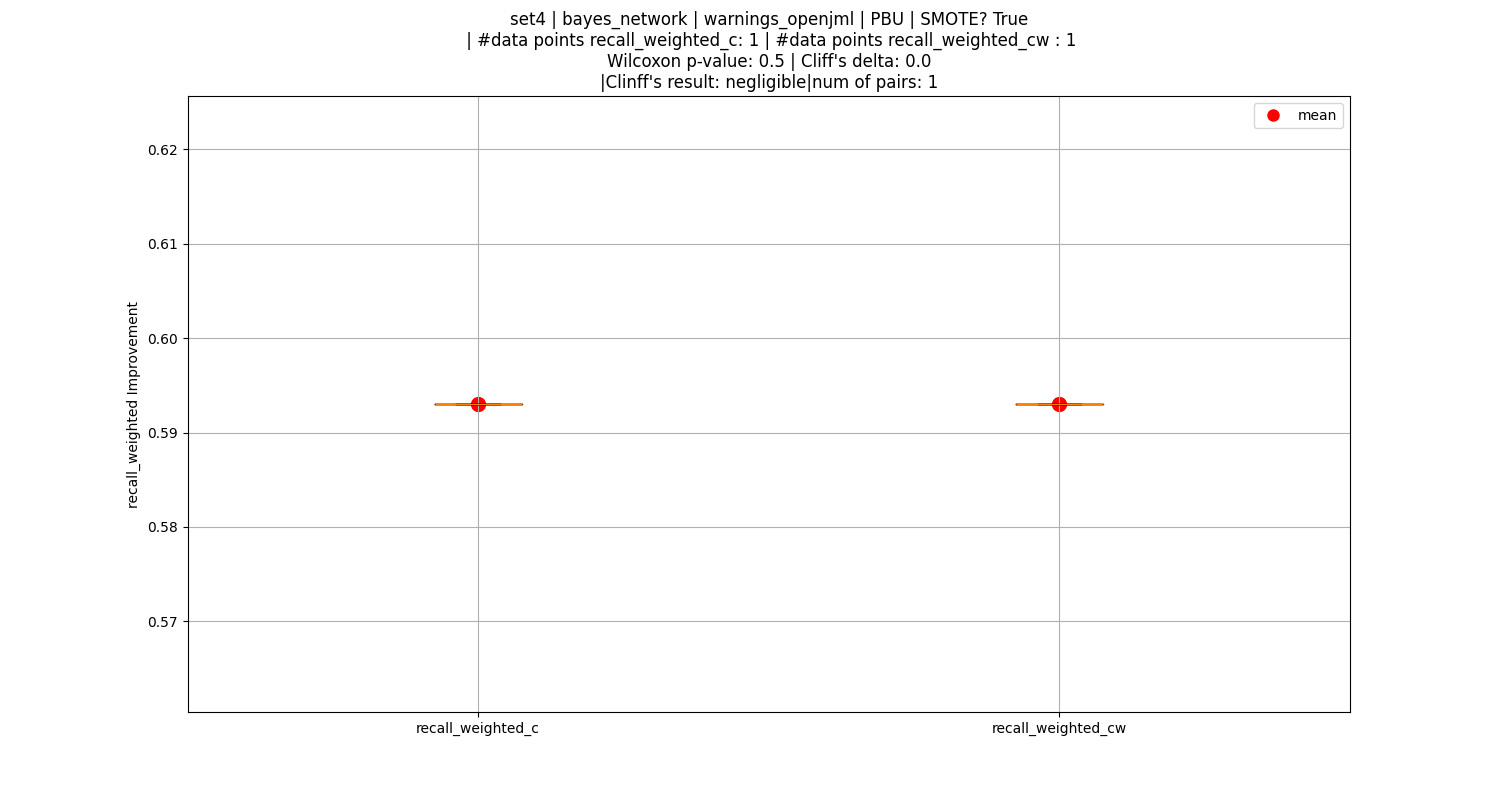 set4 | bayes_network | warnings_openjml | PBU | SMOTE? True
| #data points recall_weighted_c: 1 | #data points recall_weighted_cw : 1
Wilcoxon p-value: 0.5 | Cliff's delta: 0.0
|Clinff's result: negligible|num of pairs: 1
mean
0.62
0.61
0.60
0.59
0.58
0.57
recall_weighted Improvement
recall_weighted_c
recall_weighted_cw